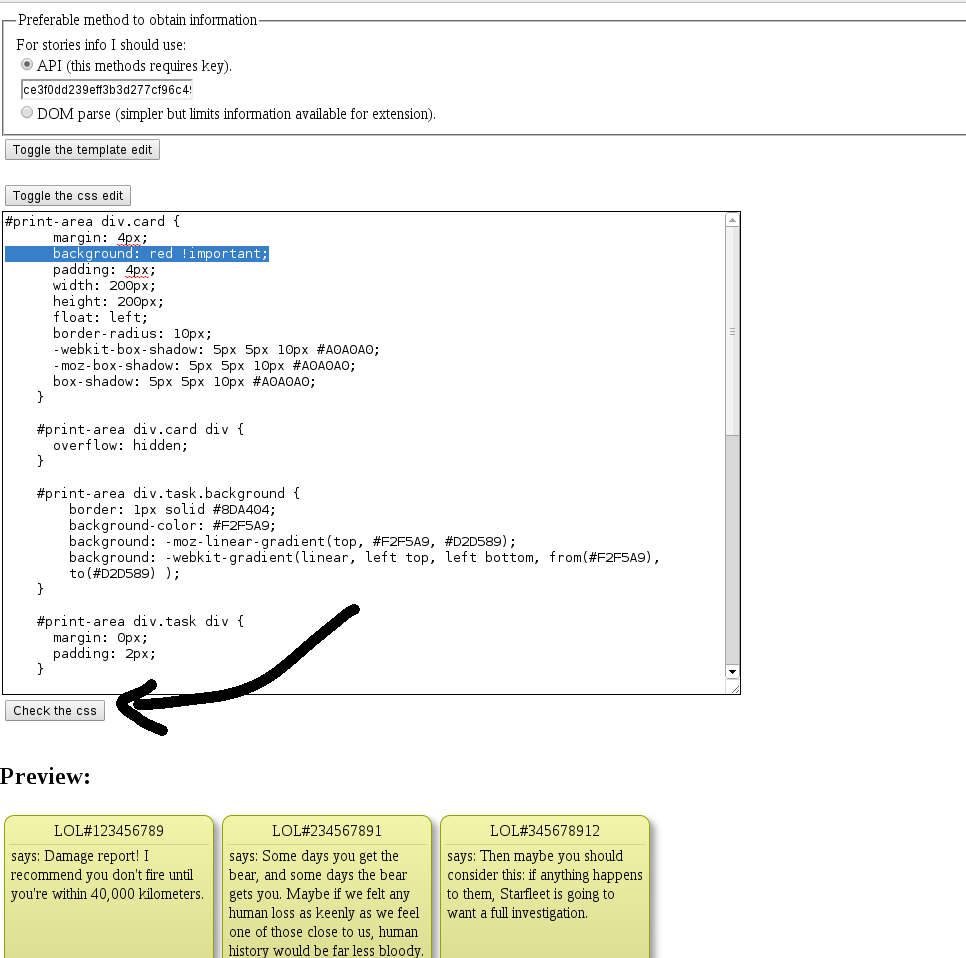 Preferable method to obtain information
For stories info I should use:
API (this methods requires key).
ce3f0dd239eff3b3d277cf96c4
DOM parse (simpler but limits information available for extension).
Toggle the template edit
Toggle the css edit
#print-area div.card {
margin: 4px;
background: red !important;
padding: 4px;
width: 200px;
height: 200px;
float: left;
border-radius: 10px;
-webkit-box-shadow: 5px 5px 10px #A0A0A0;
-moz-box-shadow: 5px 5px 10px #A0A0A0;
box-shadow: 5px 5px 10px #A0A0A0;
}
#print-area div.card div {
overflow: hidden;
}
#print-area div.task.background {
border: 1px solid #8DA404;
background-color: #F2F5A9;
background: -moz-linear-gradient(top, #F2F5A9, #D2D589);
background: -webkit-gradient(linear, left top, left bottom, from(#F2F5A9),
to(#D2D589) );
}
#print-area div.task div {
margin: 0px;
padding: 2px;
}
Check the css
Preview:
LOL#123456789
says: Damage report! I
recommend you don't fire until
you're within 40,000 kilometers.
LOL#234567891
says: Some days you get the
bear, and some days the bear
gets you. Maybe if we felt any
human loss as keenly as we feel
one of those close to us, human
history would be far less bloody.
LOL#345678912
says: Then maybe you should
consider this: if anything happens
to them, Starfleet is going to
want a full investigation.